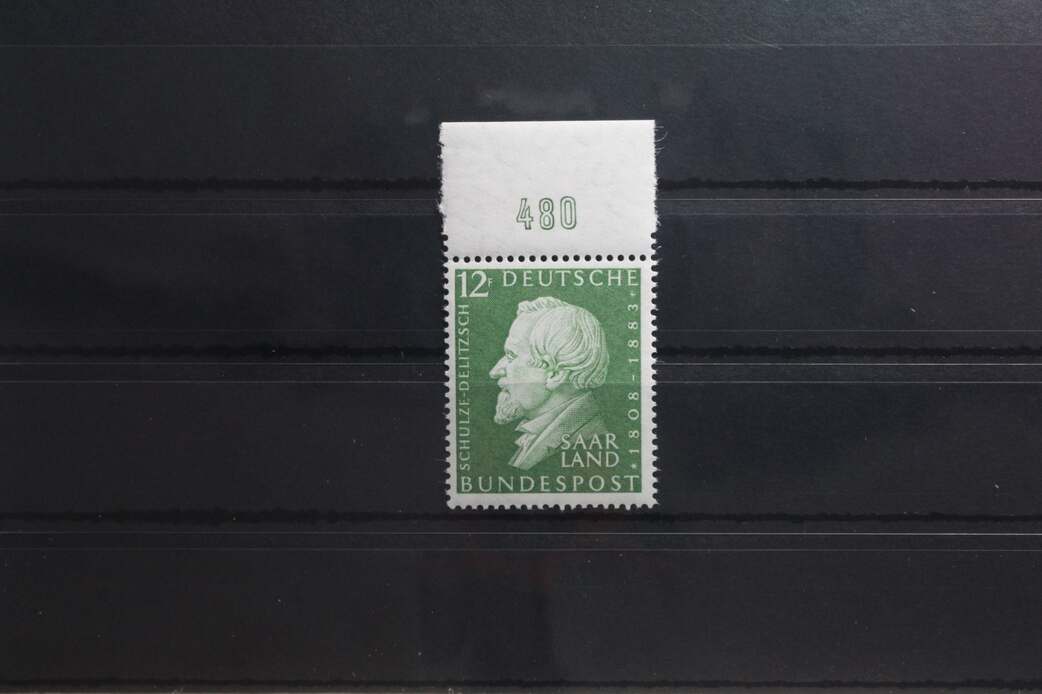 480
12F DEUTSCHE
SCHULZE-DELITZSCH
* 1808 - 1883 +
SAAR
LAND
BUNDESPOST